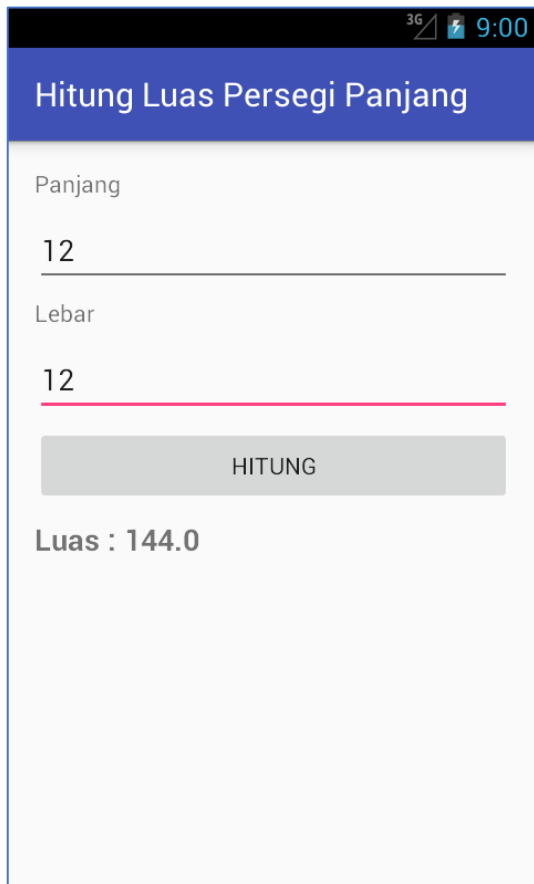 3G 9:00
Hitung Luas Persegi Panjang
Panjang
12
Lebar
12
HITUNG
Luas : 144.0